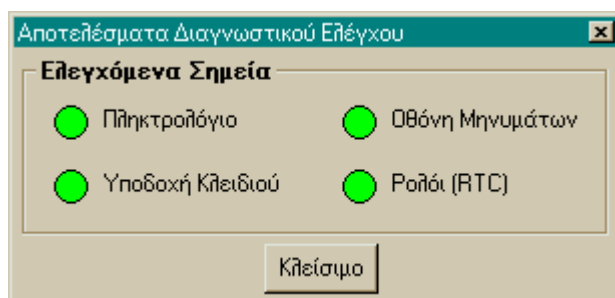 Αποτελέσματα Διαγνωστικού Ελέγχου
Ελεγχόμενα Σημεία
Πληκτρολόγιο
Οθόνη Μηνυμάτων
Υποδοχή Κλειδιού
Ρολόι (RTC)
Κλείσιμο